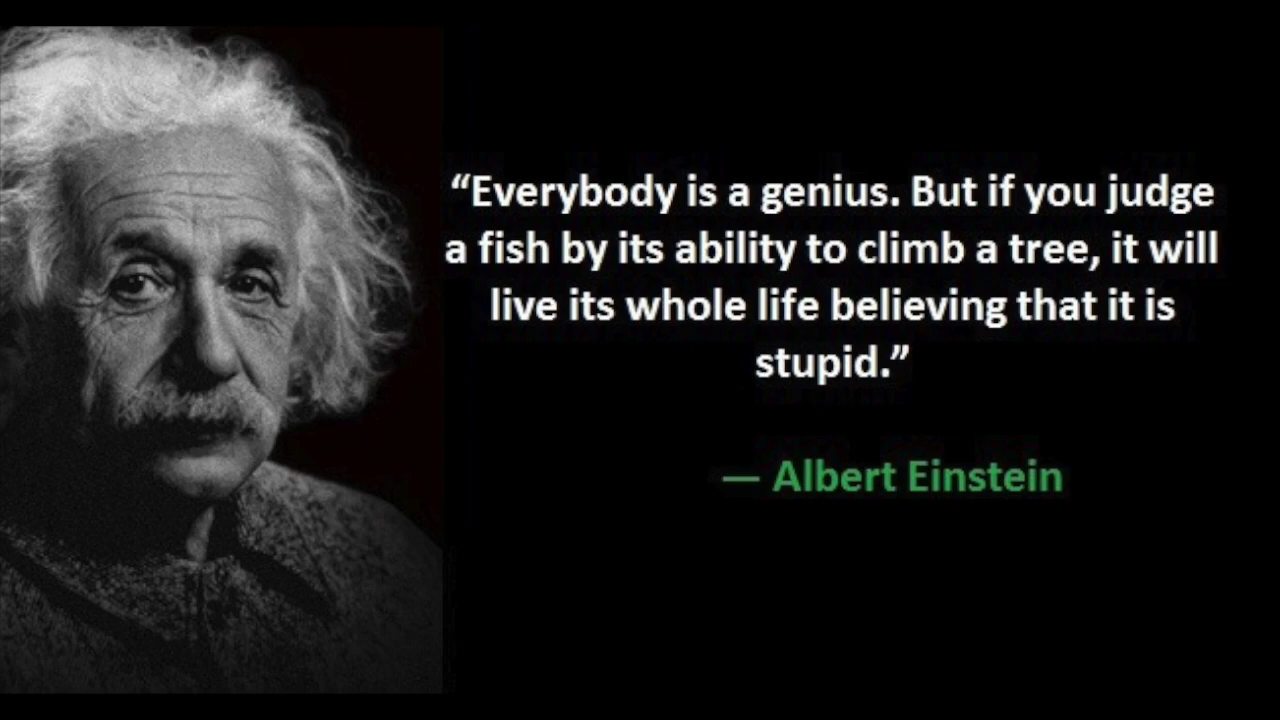 “Everybody is a genius. But if you judge
a fish by its ability to climb a tree, it will
live its whole life believing that it is
stupid.”
— Albert Einstein